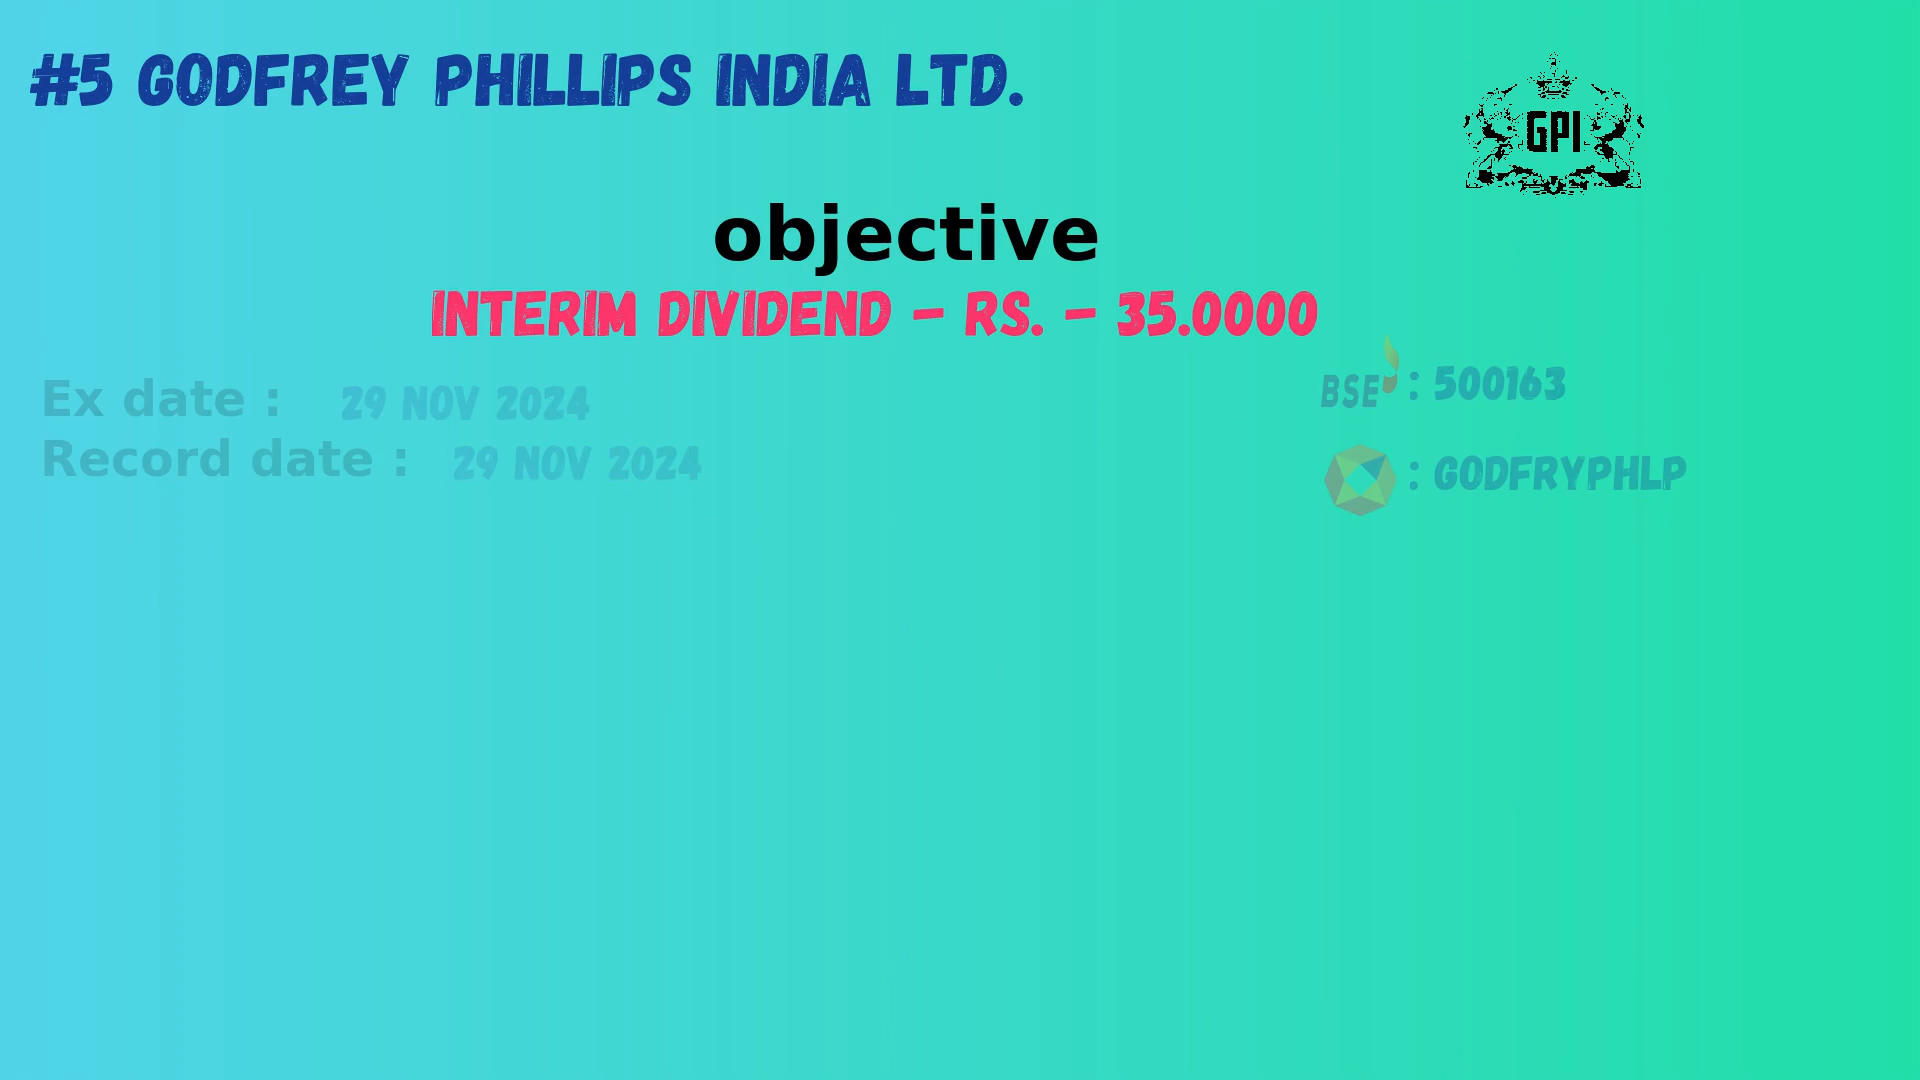 #5 GODFREY PHILLIPS INDIA LTD.
GPI
objective
INTERIM DIVIDEND - RS. - 35.0000
Ex date : 29 NOV 2024
Record date : 29 NOV 2024
BSE : 500163
: GODFRYPHLP